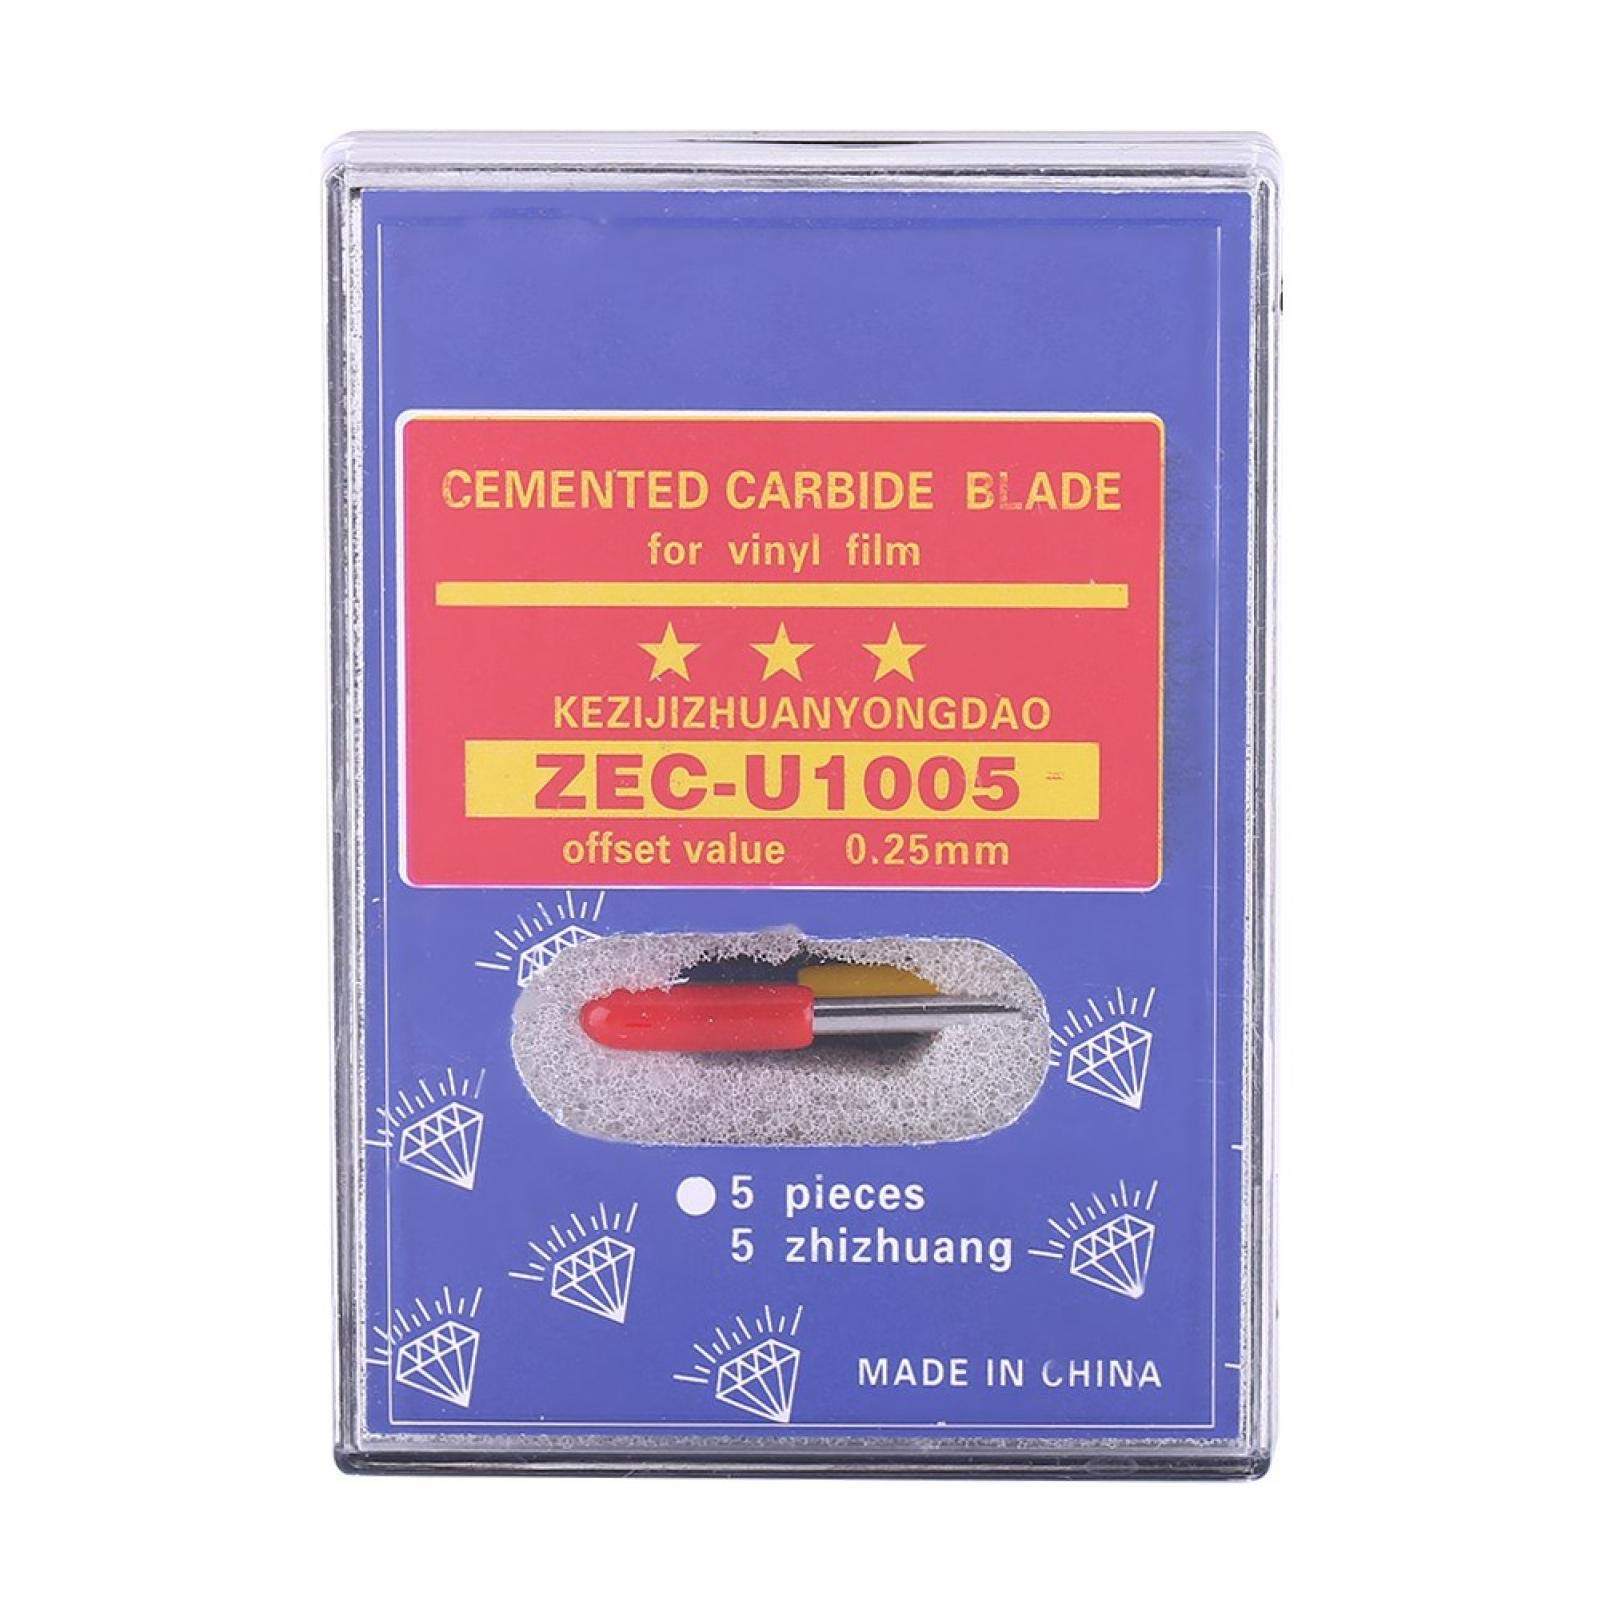 CEMENTED CARBIDE BLADE
for vinyl film
KEZIJIZHUANYONGDAO
ZEC-U1005
offset value 0.25mm
5 pieces
5 zhizhuang
MADE IN CHINA